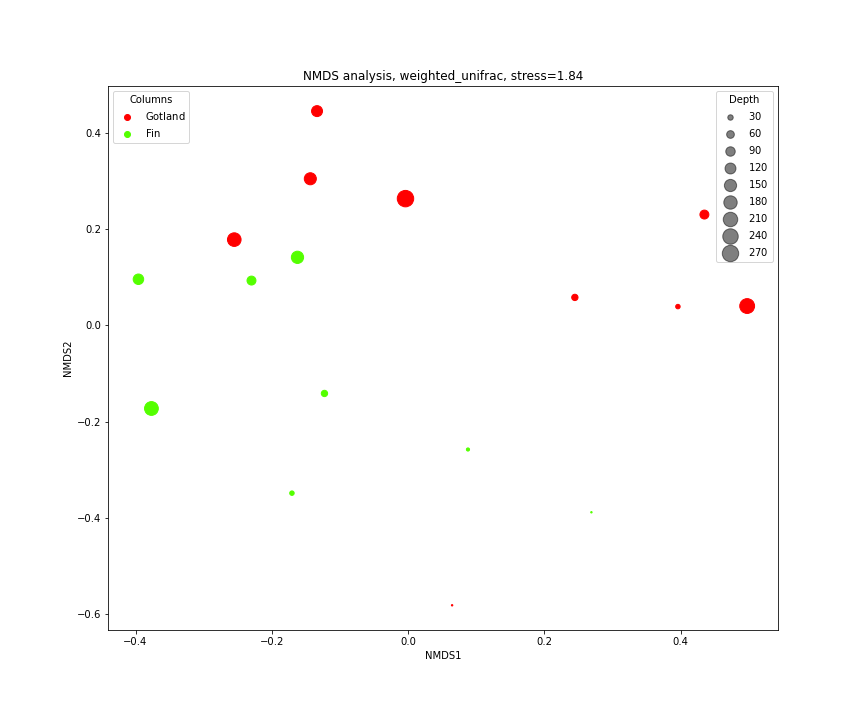 NMDS analysis, weighted_unifrac, stress=1.84
Columns
Gotland
Fin
Depth
30
60
90
120
150
180
210
240
270
NMDS2
0.4
0.2
0.0
−0.2
−0.4
−0.6
−0.4
−0.2
0.0
0.2
0.4
NMDS1